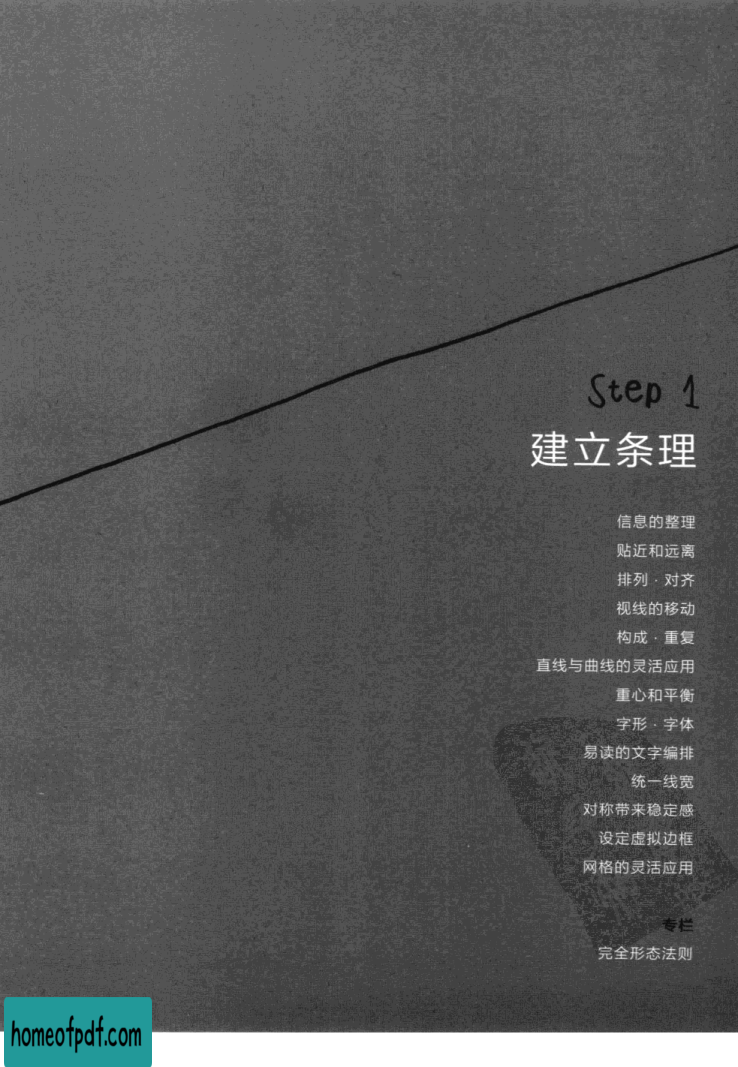 Step 1
建立条理
信息的整理
贴近和远离
排列·对齐
视线的移动
构成·重复
直线与曲线的灵活应用
重心和平衡
字形·字体
易读的文字编排
统一线宽
对称带来稳定感
设定虚拟边框
网格的灵活应用
专栏
完全形态法则
homeofpdf.com